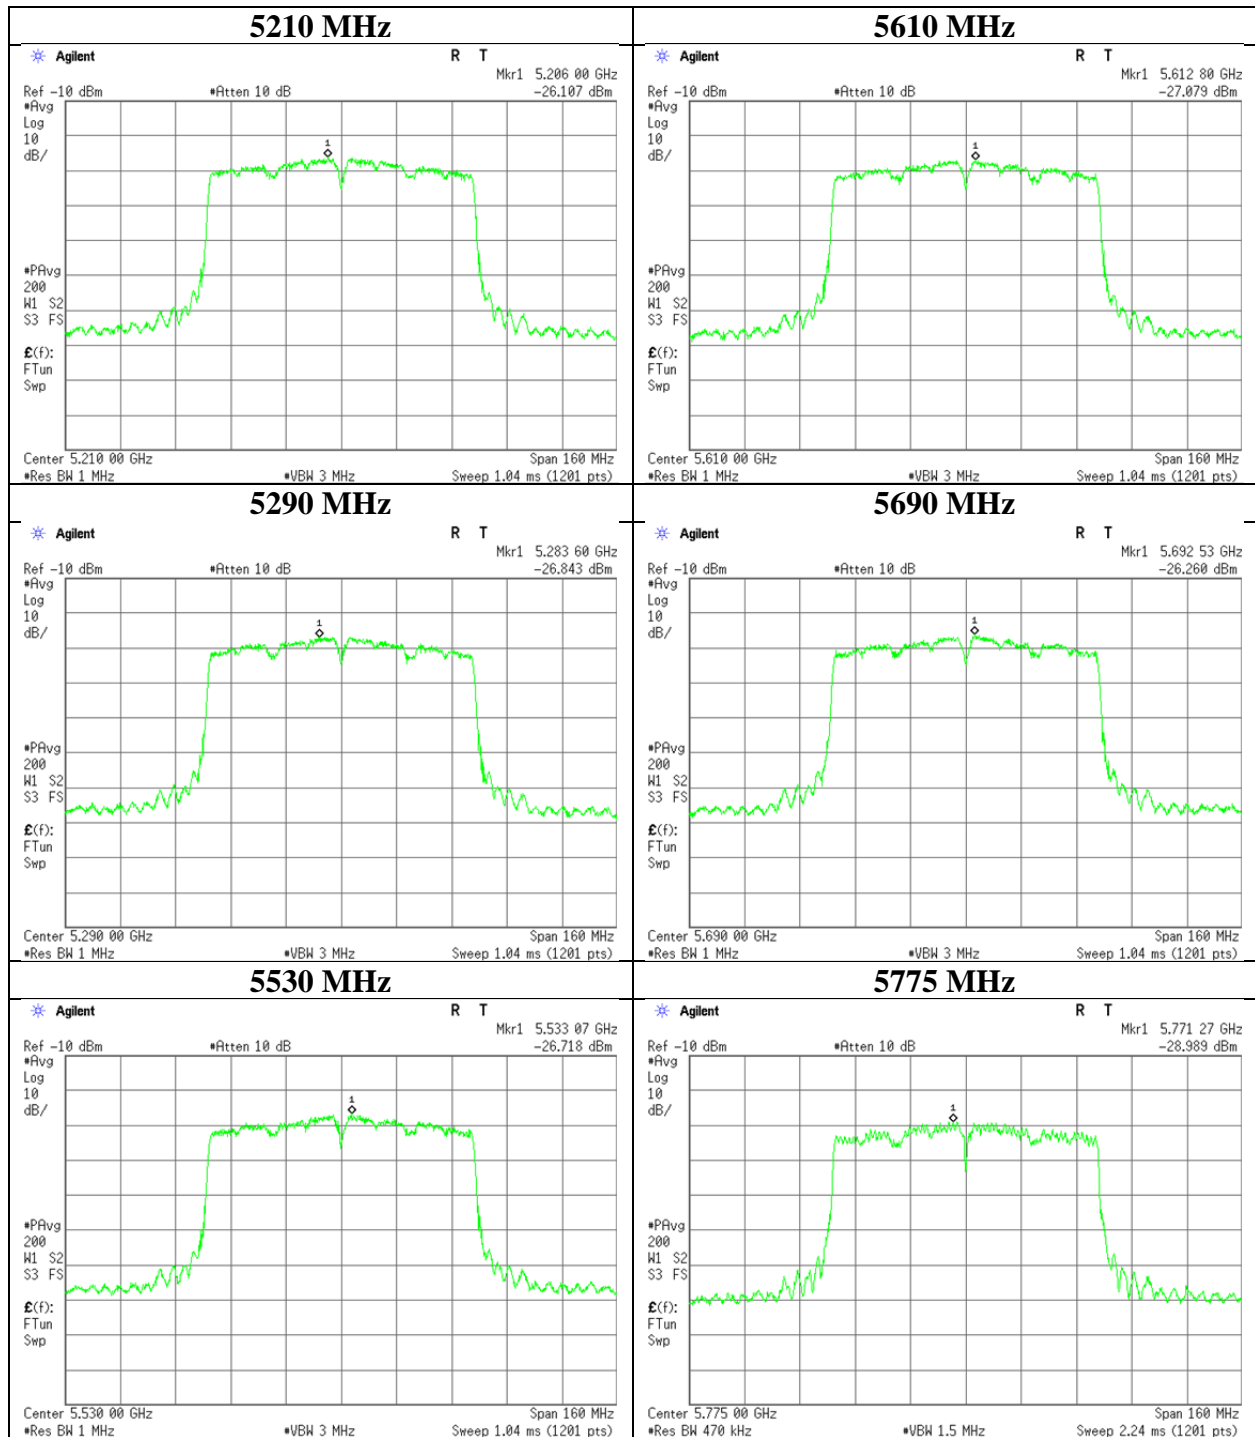 5210 MHz
Agilent
R T
Mkr1 5.206 00 GHz
Ref -10 dBm
#Atten 10 dB
-26.107 dBm
#Avg
Log
10
dB/
1
#PAvg
200
W1 S2
S3 FS
£(f):
FTun
Swp
Center 5.210 00 GHz
Span 160 MHz
#Res BW 1 MHz
#VBW 3 MHz
Sweep 1.04 ms (1201 pts)
5610 MHz
Agilent
R T
Mkr1 5.612 80 GHz
Ref -10 dBm
#Atten 10 dB
-27.079 dBm
#Avg
Log
10
dB/
1
#PAvg
200
W1 S2
S3 FS
£(f):
FTun
Swp
Center 5.610 00 GHz
Span 160 MHz
#Res BW 1 MHz
#VBW 3 MHz
Sweep 1.04 ms (1201 pts)
5290 MHz
Agilent
R T
Mkr1 5.283 60 GHz
Ref -10 dBm
#Atten 10 dB
-26.843 dBm
#Avg
Log
10
dB/
1
#PAvg
200
W1 S2
S3 FS
£(f):
FTun
Swp
Center 5.290 00 GHz
Span 160 MHz
#Res BW 1 MHz
#VBW 3 MHz
Sweep 1.04 ms (1201 pts)
5690 MHz
Agilent
R T
Mkr1 5.692 53 GHz
Ref -10 dBm
#Atten 10 dB
-26.260 dBm
#Avg
Log
10
dB/
1
#PAvg
200
W1 S2
S3 FS
£(f):
FTun
Swp
Center 5.690 00 GHz
Span 160 MHz
#Res BW 1 MHz
#VBW 3 MHz
Sweep 1.04 ms (1201 pts)
5530 MHz
Agilent
R T
Mkr1 5.533 07 GHz
Ref -10 dBm
#Atten 10 dB
-26.718 dBm
#Avg
Log
10
dB/
1
#PAvg
200
W1 S2
S3 FS
£(f):
FTun
Swp
Center 5.530 00 GHz
Span 160 MHz
#Res BW 1 MHz
#VBW 3 MHz
Sweep 1.04 ms (1201 pts)
5775 MHz
Agilent
R T
Mkr1 5.771 27 GHz
Ref -10 dBm
#Atten 10 dB
-28.989 dBm
#Avg
Log
10
dB/
1
#PAvg
200
W1 S2
S3 FS
£(f):
FTun
Swp
Center 5.775 00 GHz
Span 160 MHz
#Res BW 470 kHz
#VBW 1.5 MHz
Sweep 2.24 ms (1201 pts)